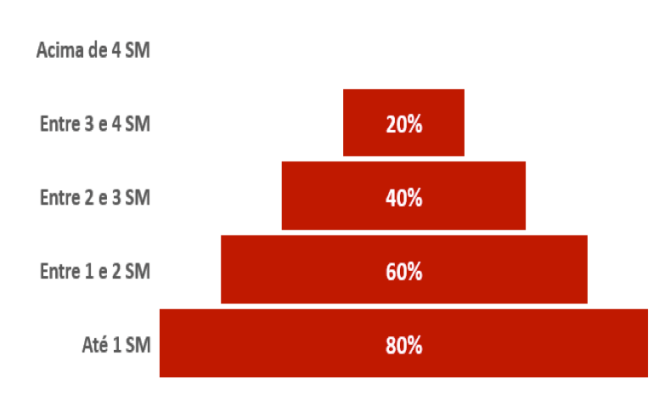 Acima de 4 SM
Entre 3 e 4 SM 20%
Entre 2 e 3 SM 40%
Entre 1 e 2 SM 60%
Até 1 SM 80%